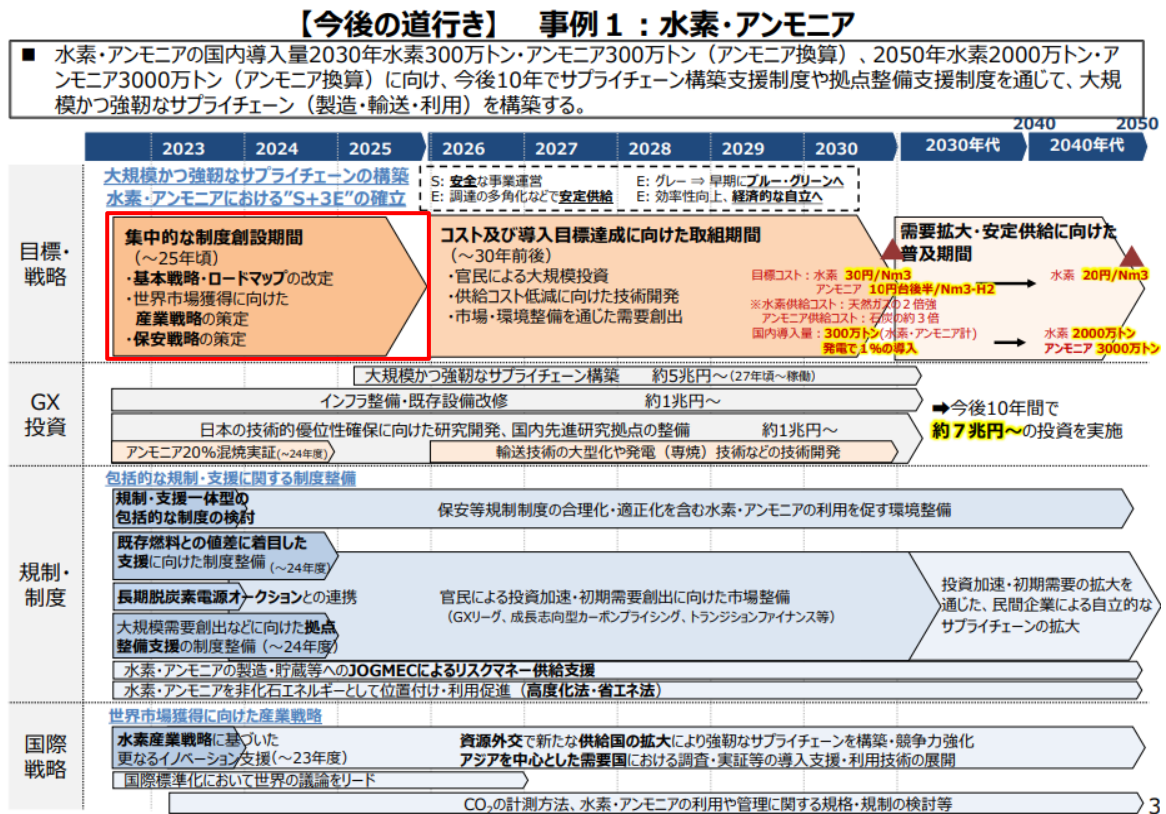 【今後の道行き】　事例１：水素・アンモニア
■ 水素・アンモニアの国内導入量2030年水素300万トン・アンモニア300万トン（アンモニア換算）、2050年水素2000万トン・ア
ンモニア3000万トン（アンモニア換算）に向け、今後10年でサプライチェーン構築支援制度や拠点整備支援制度を通じて、大規
模かつ強靭なサプライチェーン（製造・輸送・利用）を構築する。
2040 2050
2023 2024 2025 2026 2027 2028 2029 2030 2030年代 2040年代
目標・
戦略
大規模かつ強靭なサプライチェーンの構築
水素・アンモニアにおける”S+3E”の確立
S: 安全な事業運営 E: グレー ⇒ 早期にブルー・グリーンへ
E: 調達の多角化などで安定供給 E: 効率性向上、経済的な自立へ
集中的な制度創設期間
（～25年頃）
・基本戦略・ロードマップの改定
・世界市場獲得に向けた
産業戦略の策定
・保安戦略の策定
コスト及び導入目標達成に向けた取組期間
（～30年前後）
・官民による大規模投資
・供給コスト低減に向けた技術開発
・市場・環境整備を通じた需要創出
目標コスト：水素 30円/Nm3
アンモニア 10円台後半/Nm3-H2
※水素供給コスト：天然ガスの２倍強
アンモニア供給コスト：石炭の約３倍
国内導入量：300万トン(水素・アンモニア計)
発電で１%の導入
需要拡大・安定供給に向けた
普及期間
水素 20円/Nm3
水素 2000万トン
アンモニア 3000万トン
GX
投資
大規模かつ強靭なサプライチェーン構築　約5兆円～(27年頃～稼働)
インフラ整備・既存設備改修　約1兆円～
日本の技術的優位性確保に向けた研究開発、国内先進研究拠点の整備　約1兆円～
アンモニア20%混焼実証(~24年度)
輸送技術の大型化や発電（専焼）技術などの技術開発
➡今後10年間で
約７兆円～の投資を実施
規制・
制度
包括的な規制・支援に関する制度整備
規制・支援一体型の
包括的な制度の検討
保安等規制制度の合理化・適正化を含む水素・アンモニアの利用を促す環境整備
既存燃料との値差に着目した
支援に向けた制度整備（～24年度）
長期脱炭素電源オークションとの連携
大規模需要創出などに向けた拠点
整備支援の制度整備（～24年度）
官民による投資加速・初期需要創出に向けた市場整備
（GXリーグ、成長志向型カーボンプライシング、トランジションファイナンス等）
投資加速・初期需要の拡大を
通じた、民間企業による自立的な
サプライチェーンの拡大
水素・アンモニアの製造・貯蔵等へのJOGMECによるリスクマネー供給支援
水素・アンモニアを非化石エネルギーとして位置付け・利用促進（高度化法・省エネ法）
国際
戦略
世界市場獲得に向けた産業戦略
水素産業戦略に基づいた
更なるイノベーション支援（～23年度）
資源外交で新たな供給国の拡大により強靭なサプライチェーンを構築・競争力強化
アジアを中心とした需要国における調査・実証等の導入支援・利用技術の展開
国際標準化において世界の議論をリード
CO₂の計測方法、水素・アンモニアの利用や管理に関する規格・規制の検討等
3